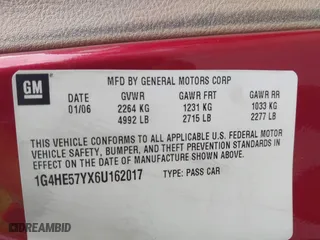 GM
MFD BY GENERAL MOTORS CORP
DATE GVWR GAWR FRT GAWR RR
01/06 2264 KG 1231 KG 1033 KG
4992 LB 2715 LB 2277 LB
THIS VEHICLE CONFORMS TO ALL APPLICABLE U.S. FEDERAL MOTOR
VEHICLE SAFETY, BUMPER, AND THEFT PREVENTION STANDARDS IN
EFFECT ON THE DATE OF MANUFACTURE SHOWN ABOVE.
1G4HE57YX6U162017 TYPE: PASS CAR
DREAMBID